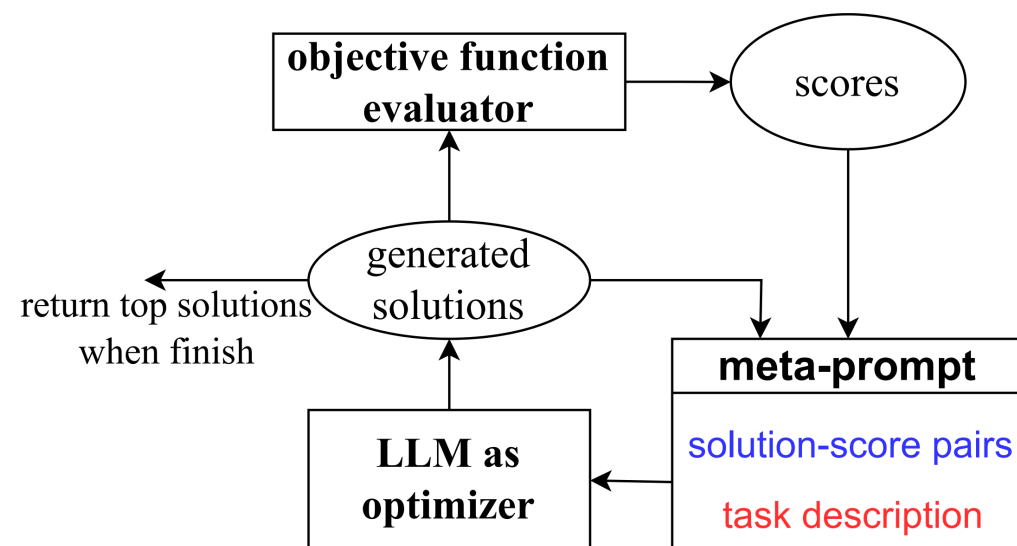 objective function
evaluator
scores
generated
solutions
return top solutions
when finish
meta-prompt
solution-score pairs
task description
LLM as
optimizer